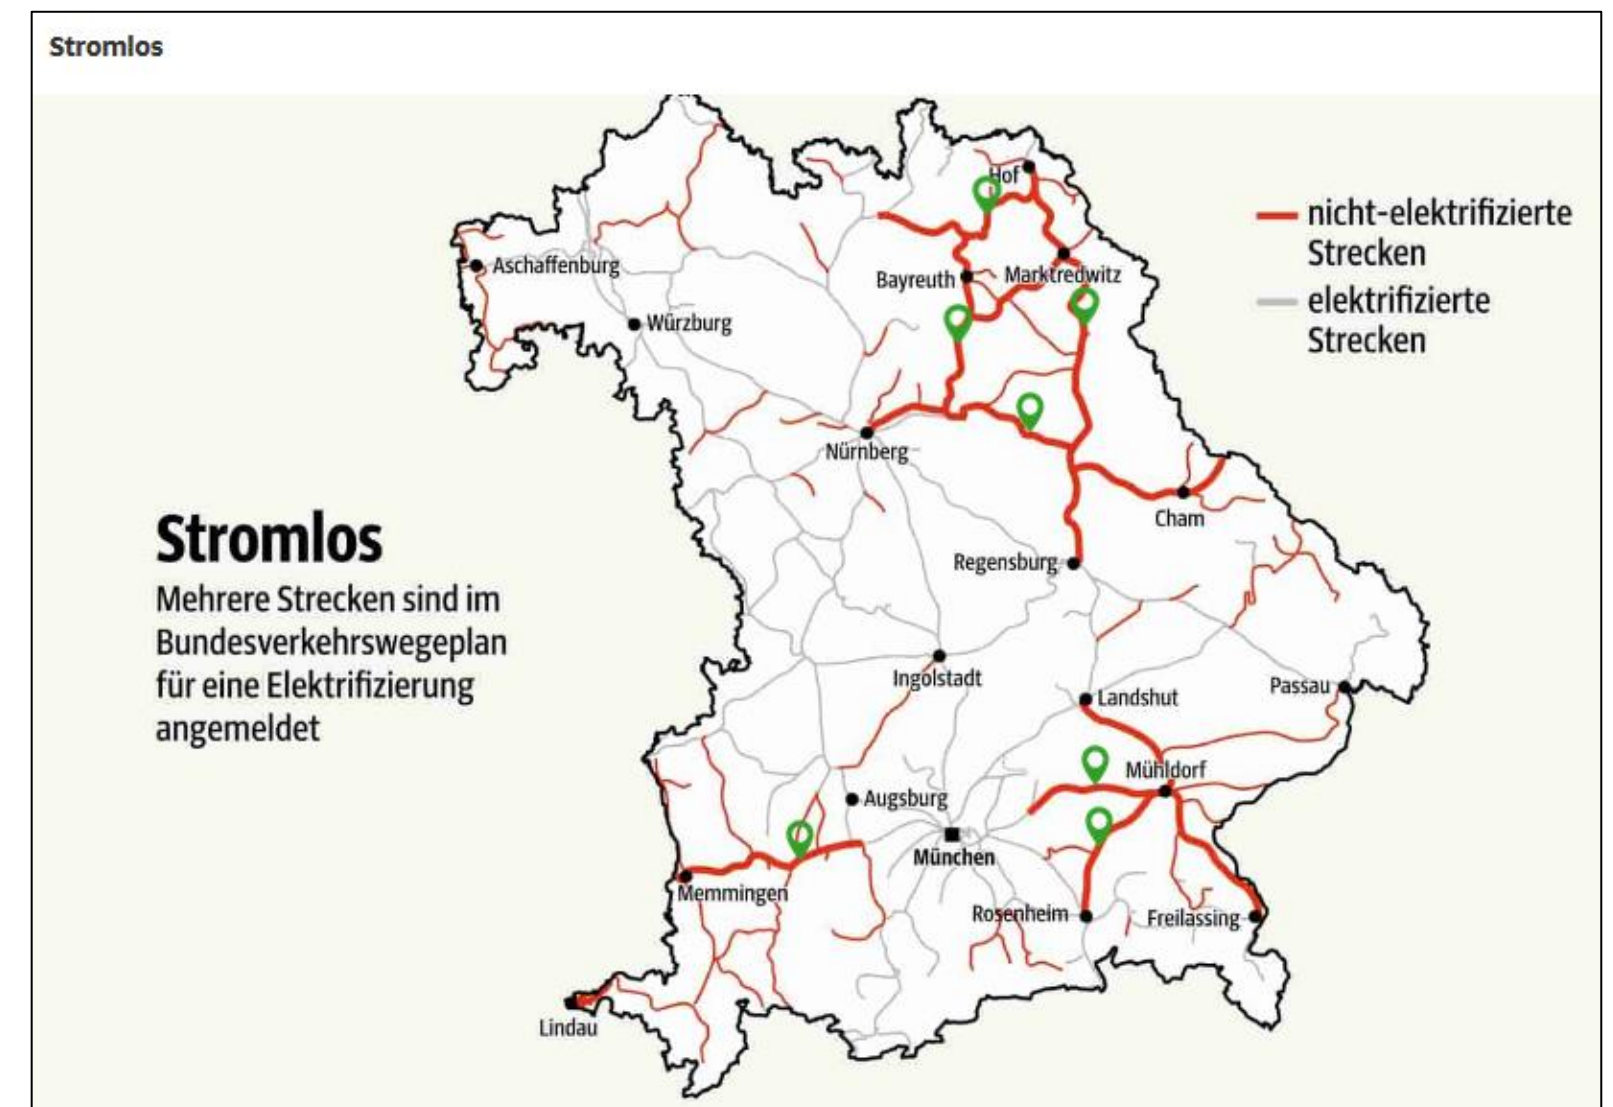 Stromlos
Hof
nicht-elektrifizierte
Strecken
Aschaffenburg
Bayreuth
Marktredwitz
elektrifizierte
Strecken
Würzburg
Nürnberg
Cham
Stromlos
Mehrere Strecken sind im
Bundesverkehrswegeplan
für eine Elektrifizierung
angemeldet
Regensburg
Ingolstadt
Landshut
Passau
Mühldorf
Augsburg
München
Memmingen
Rosenheim
Freilassing
Lindau